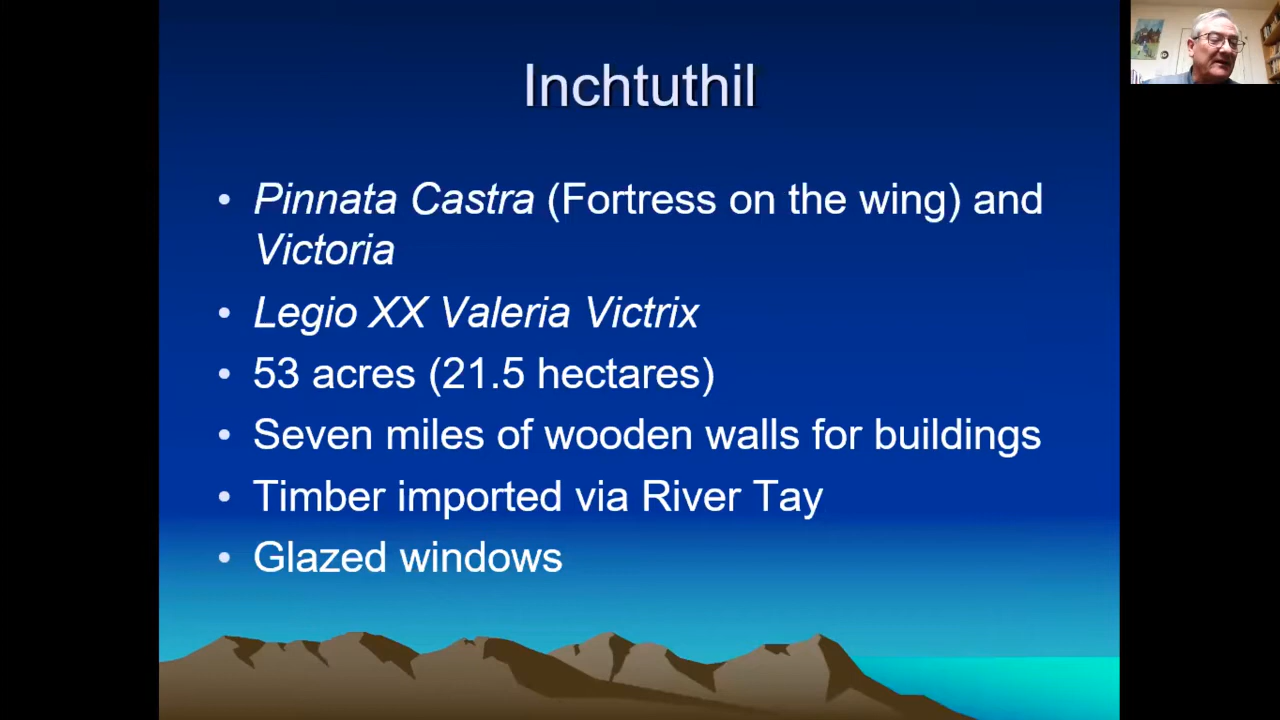 Inchtuthil
• Pinnata Castra (Fortress on the wing) and
Victoria
• Legio XX Valeria Victrix
• 53 acres (21.5 hectares)
• Seven miles of wooden walls for buildings
• Timber imported via River Tay
• Glazed windows